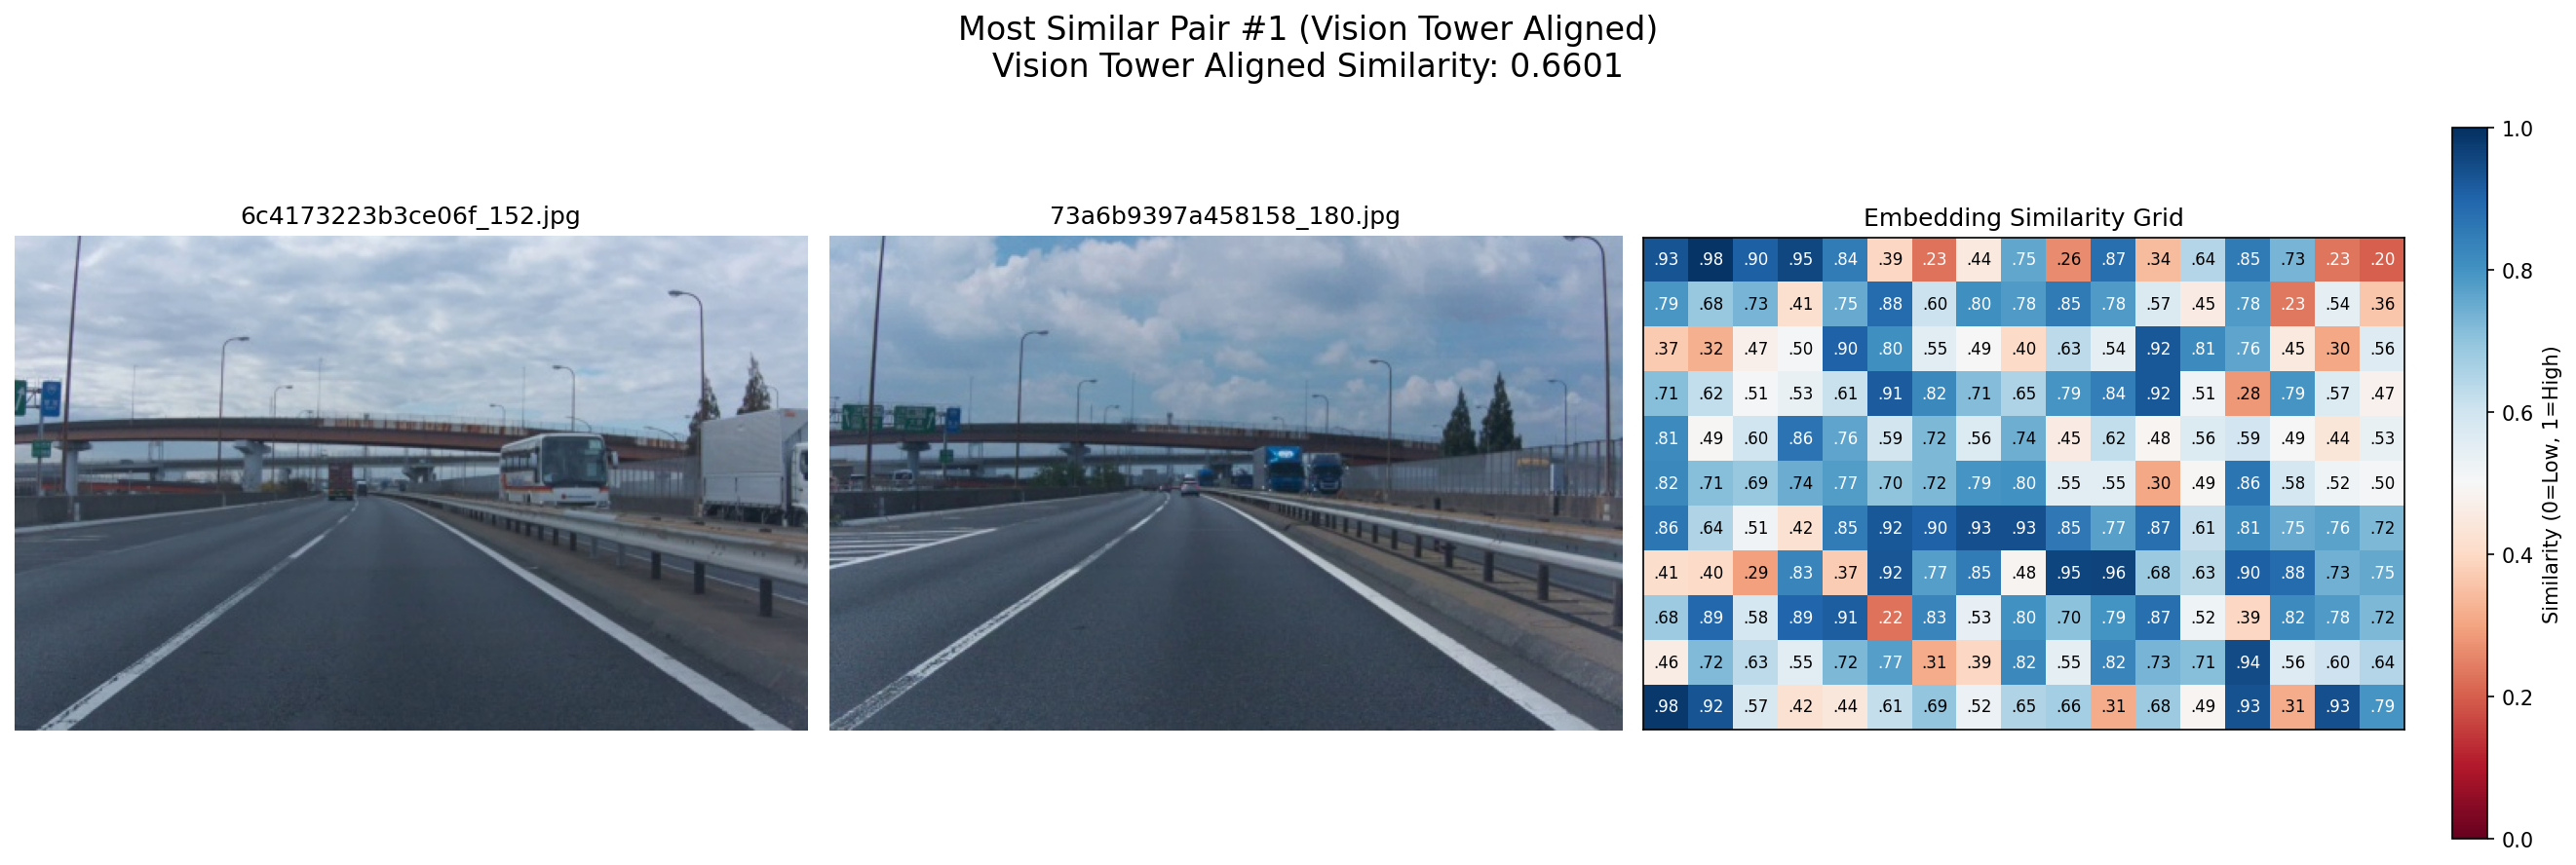 Most Similar Pair #1 (Vision Tower Aligned)
Vision Tower Aligned Similarity: 0.6601
6c4173223b3ce06f_152.jpg
73a6b9397a458158_180.jpg
Embedding Similarity Grid
.93 .98 .90 .95 .84 .39 .23 .44 .75 .26 .87 .34 .64 .85 .73 .23 .20
.79 .68 .73 .41 .75 .88 .60 .80 .78 .85 .78 .57 .45 .78 .23 .54 .36
.37 .32 .47 .50 .90 .80 .55 .49 .40 .63 .54 .92 .81 .76 .45 .30 .56
.71 .62 .51 .53 .61 .91 .82 .71 .65 .79 .84 .92 .51 .28 .79 .57 .47
.81 .49 .60 .86 .76 .59 .72 .56 .74 .45 .62 .48 .56 .59 .49 .44 .53
.82 .71 .69 .74 .77 .70 .72 .79 .80 .55 .55 .30 .49 .86 .58 .52 .50
.86 .64 .51 .42 .85 .92 .90 .93 .93 .85 .77 .87 .61 .81 .75 .76 .72
.41 .40 .29 .83 .37 .92 .77 .85 .48 .95 .96 .68 .63 .90 .88 .73 .75
.68 .89 .58 .89 .91 .22 .83 .53 .80 .70 .79 .87 .52 .39 .82 .78 .72
.46 .72 .63 .55 .72 .77 .31 .39 .82 .55 .82 .73 .71 .94 .56 .60 .64
.98 .92 .57 .42 .44 .61 .69 .52 .65 .66 .31 .68 .49 .93 .31 .93 .79
1.0
0.8
0.6
0.4
0.2
0.0
Similarity (0=Low, 1=High)